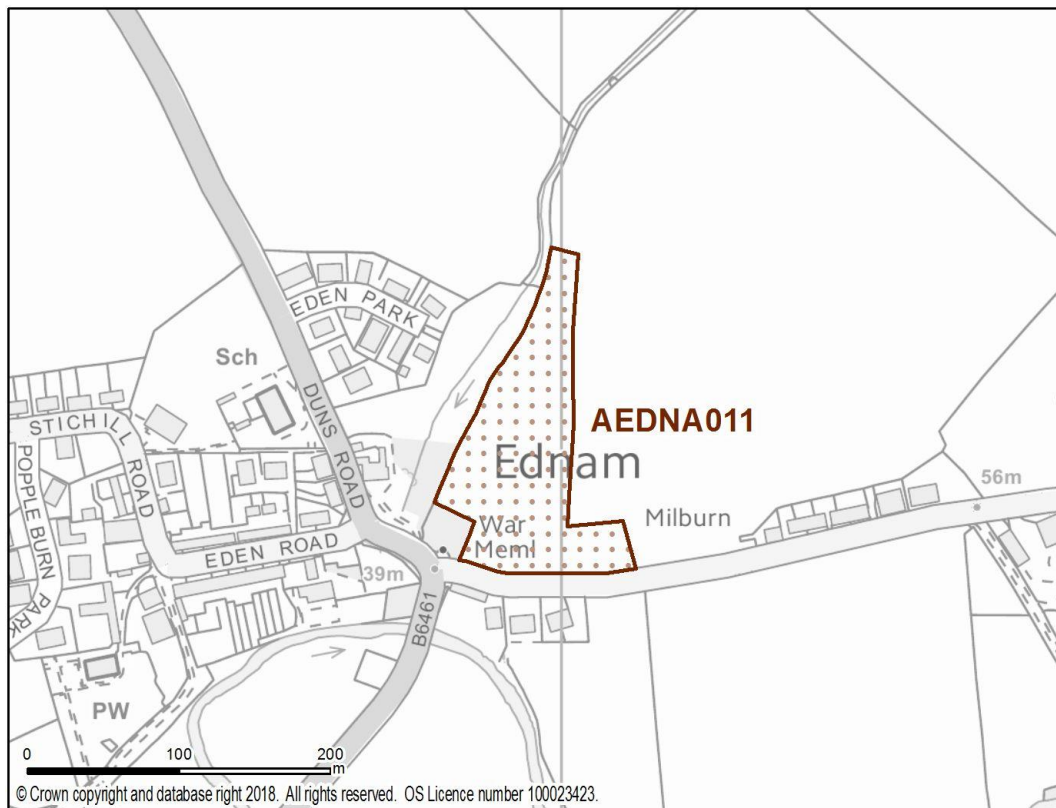 EDEN PARK
Sch
DUNS ROAD
AEDNA011
STICHILL ROAD
Ednam
56m
POPPLE BURN PARK
War
Meml
Milburn
EDEN ROAD
39m
B6461
PW
0 100 200
m
© Crown copyright and database right 2018. All rights reserved. OS Licence number 100023423.